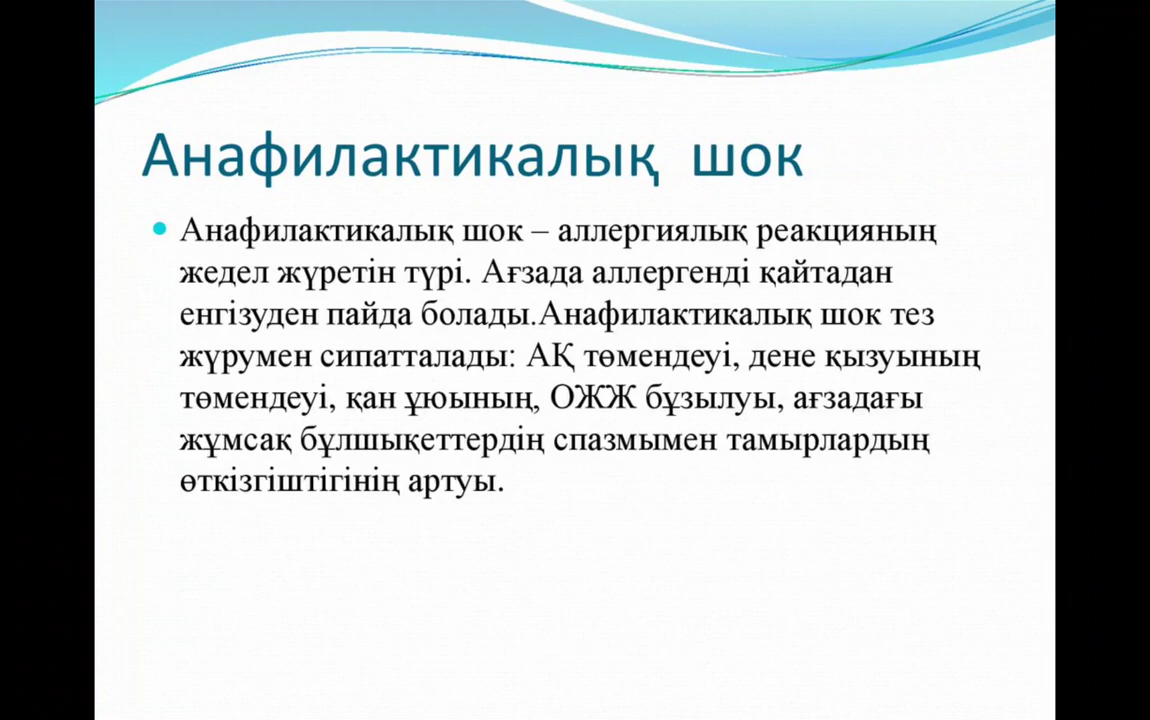 Анафилактикалық шок
Анафилактикалық шок – аллергиялық реакцияның
жедел жүретін түрі. Ағзада аллергенді қайтадан
енгізуден пайда болады.Анафилактикалық шок тез
жүрумен сипатталады: АҚ төмендеуі, дене қызуының
төмендеуі, қан ұюының, ОЖЖ бұзылуы, ағзадағы
жұмсақ бұлшықеттердің спазмымен тамырлардың
өткізгіштігінің артуы.